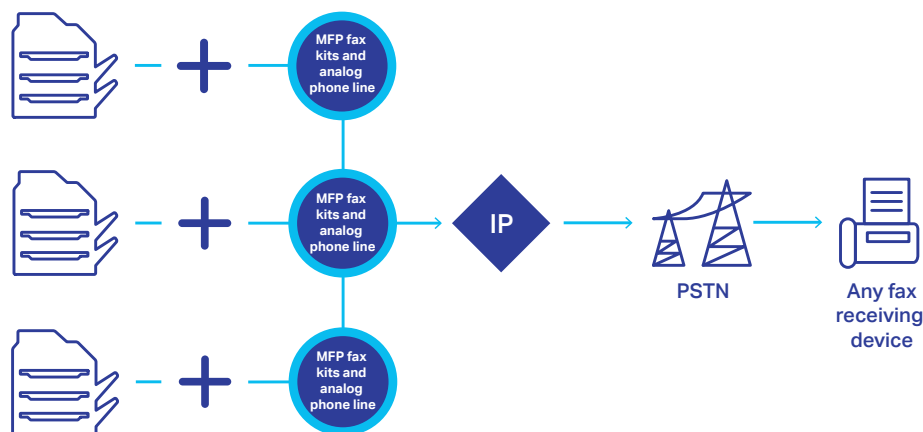 MFP fax
kits and
analog
phone line
MFP fax
kits and
analog
phone line
IP
PSTN
Any fax
receiving
device
MFP fax
kits and
analog
phone line